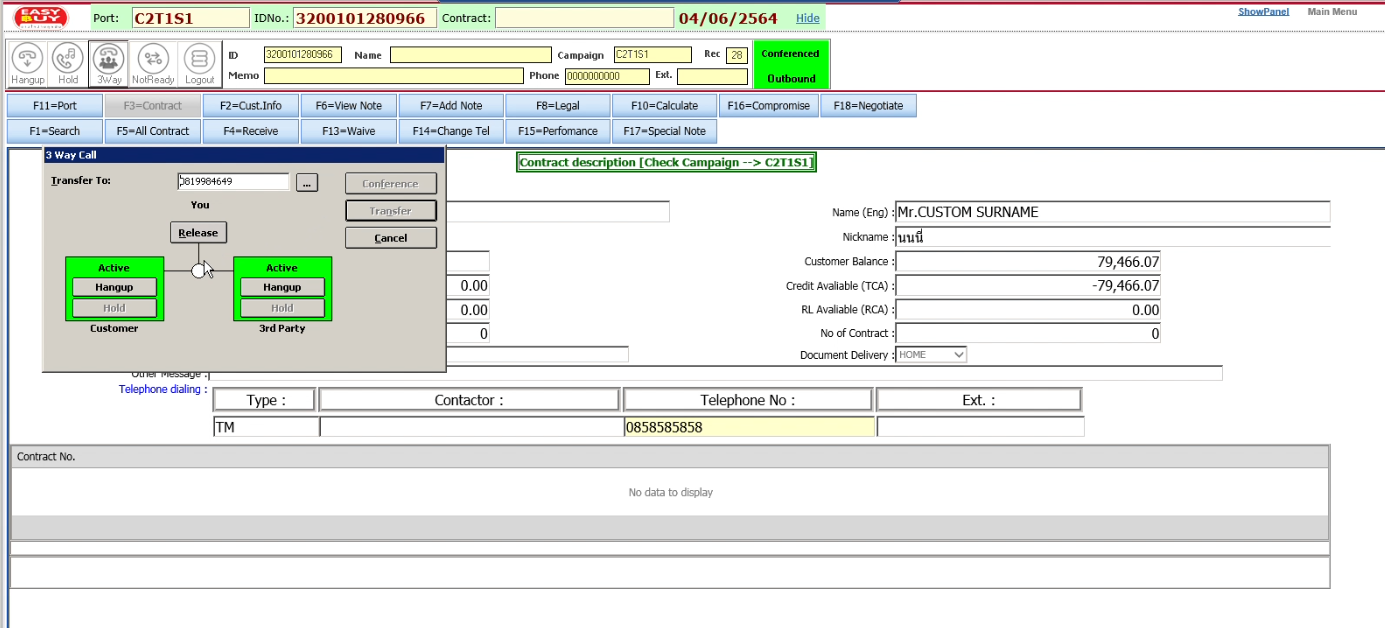 EASY BUY
Port: C2T1S1 IDNo.: 3200101280966 Contract: 04/06/2564 Hide ShowPanel Main Menu
Hangup Hold 3Way NotReady Logout
ID 3200101280966 Name Campaign C2T1S1 Rec 28 Conferenced
Memo Phone 0000000000 Ext. Outbound
F11=Port F3=Contract F2=Cust.Info F6=View Note F7=Add Note F8=Legal F10=Calculate F16=Compromise F18=Negotiate
F1=Search F5=All Contract F4=Receive F13=Waive F14=Change Tel F15=Perfomance F17=Special Note
3 Way Call
Contract description [Check Campaign --> C2T1S1]
Transfer To: 0819984649 ... Conference
You
Transfer
Release
Cancel
Active Active
Hangup Hangup
Hold Hold
Customer 3rd Party
Name (Eng) : Mr.CUSTOM SURNAME
Nickname : นนนี่
Customer Balance : 79,466.07
0.00 Credit Avaliable (TCA) : -79,466.07
0.00 RL Avaliable (RCA) : 0.00
0 No of Contract : 0
Document Delivery : HOME
Other Message :
Telephone dialing :
Type : Contactor : Telephone No : Ext. :
TM 0858585858
Contract No.
No data to display